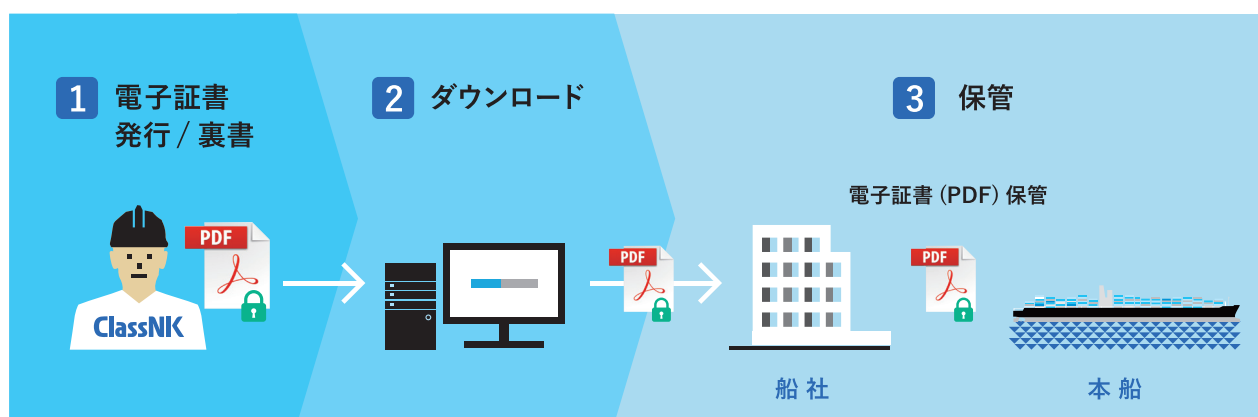 1 電子証書
発行 / 裏書
2 ダウンロード
3 保管
電子証書 (PDF) 保管
PDF
PDF
PDF
ClassNK
船社
本船